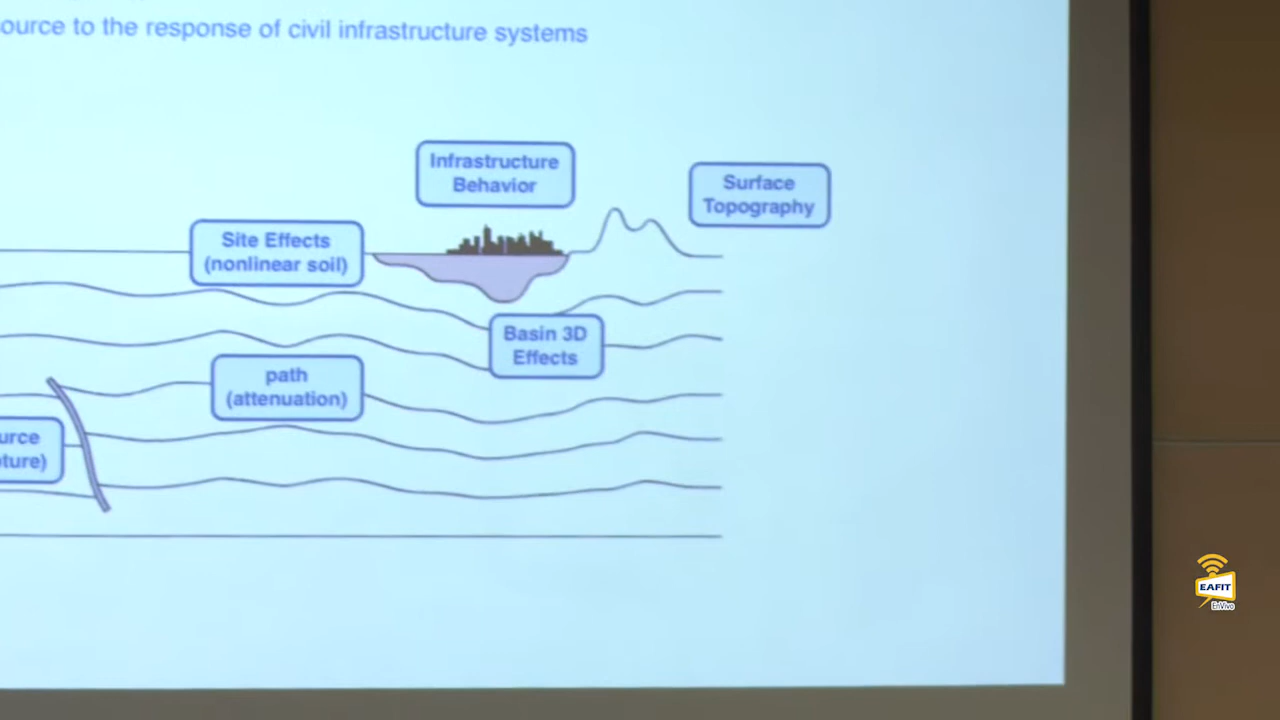 ource to the response of civil infrastructure systems
Infrastructure
Behavior
Surface
Topography
Site Effects
(nonlinear soil)
Basin 3D
Effects
path
(attenuation)
urce
ture)
EAFIT
EnVivo